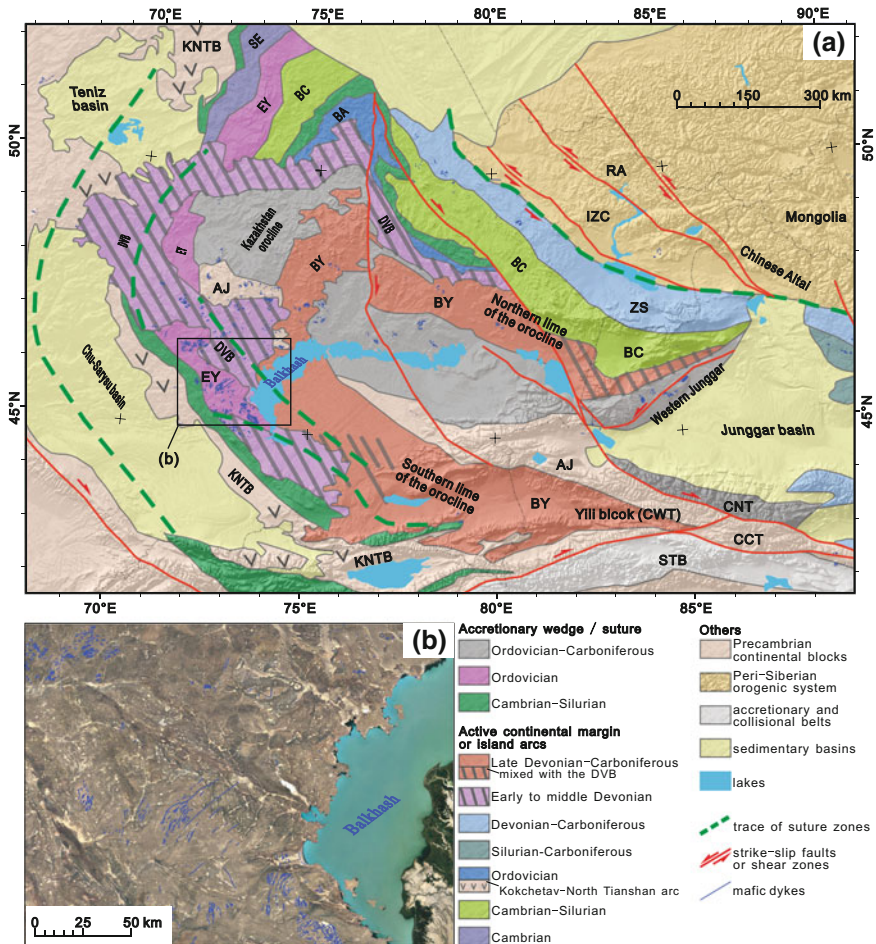 70°E 75°E 80°E 85°E 90°E
(a)
KNTB
SE
Teniz
basin
EY
BC
BA
0 150 300 km
50°N
50°N
RA
IZC
Mongolia
DVB
EY
Kazakhstan
orocline
DVB
BC
Chinese Altai
BY
AJ
BY
Northern lime
of the orocline
ZS
DVB
BC
EY
Balkhash
Chu-Sarysu basin
45°N
45°N
Western Junggar
Junggar basin
(b)
KNTB
AJ
Southern lime
of the orocline
BY
Yili blcok (CWT)
CNT
CCT
KNTB
STB
70°E 75°E 80°E 85°E
(b)
Balkhash
0 25 50 km
Accretionary wedge / suture
Ordovician-Carboniferous
Ordovician
Cambrian-Silurian
Active continental margin
or island arcs
Late Devonian-Carboniferous
mixed with the DVB
Early to middle Devonian
Devonian-Carboniferous
Silurian-Carboniferous
Ordovician
Kokchetav-North Tianshan arc
Cambrian-Silurian
Cambrian
Others
Precambrian
continental blocks
Peri-Siberian
orogenic system
accretionary and
collisional belts
sedimentary basins
lakes
trace of suture zones
strike-slip faults
or shear zones
mafic dykes